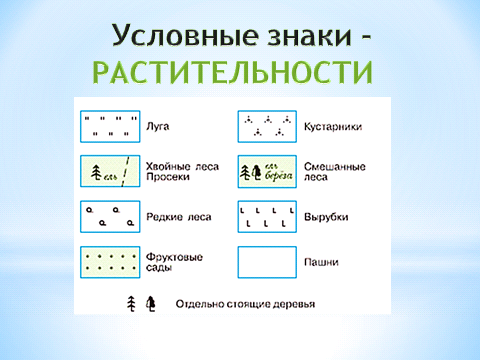 Условные знаки -
РАСТИТЕЛЬНОСТИ
Луга
Кустарники
ель
Хвойные леса
Просеки
ель
берёза
Смешанные
леса
Редкие леса
Вырубки
Фруктовые
сады
Пашни
Отдельно стоящие деревья